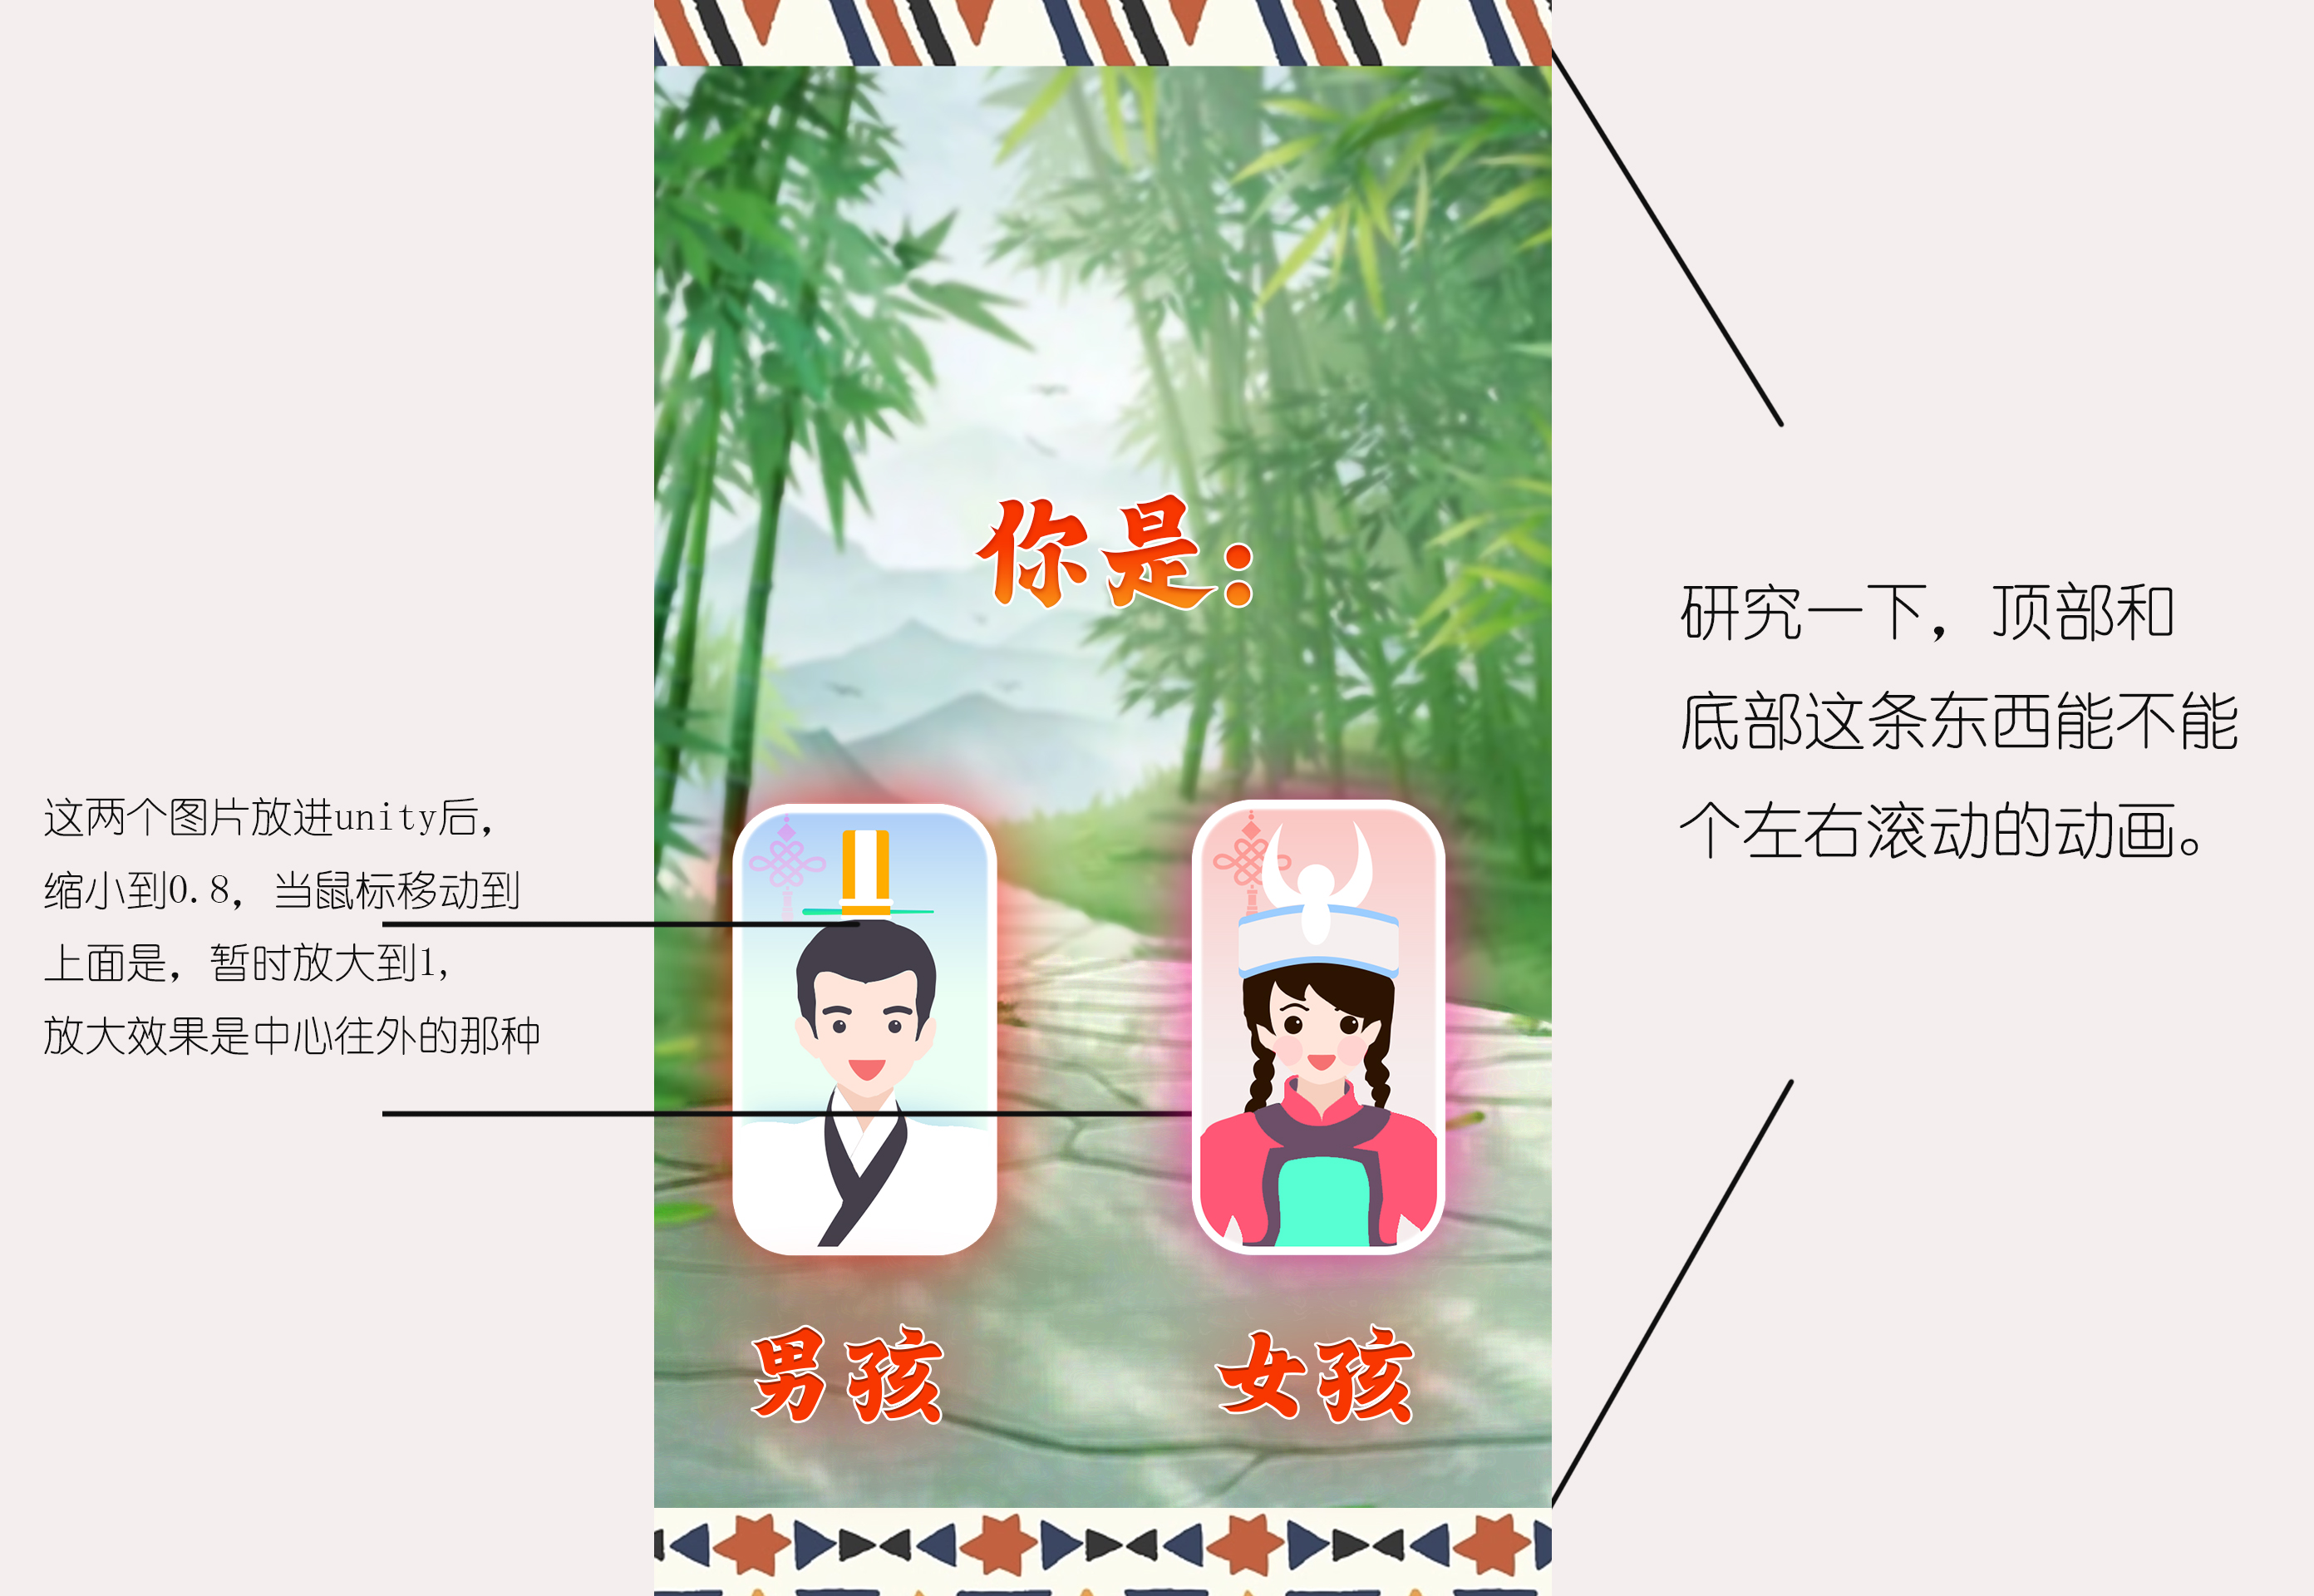 你是：
研究一下，顶部和
底部这条东西能不能
个左右滚动的动画。
这两个图片放进unity后，
缩小到0.8，当鼠标移动到
上面是，暂时放大到1,
放大效果是中心往外的那种
男孩
女孩